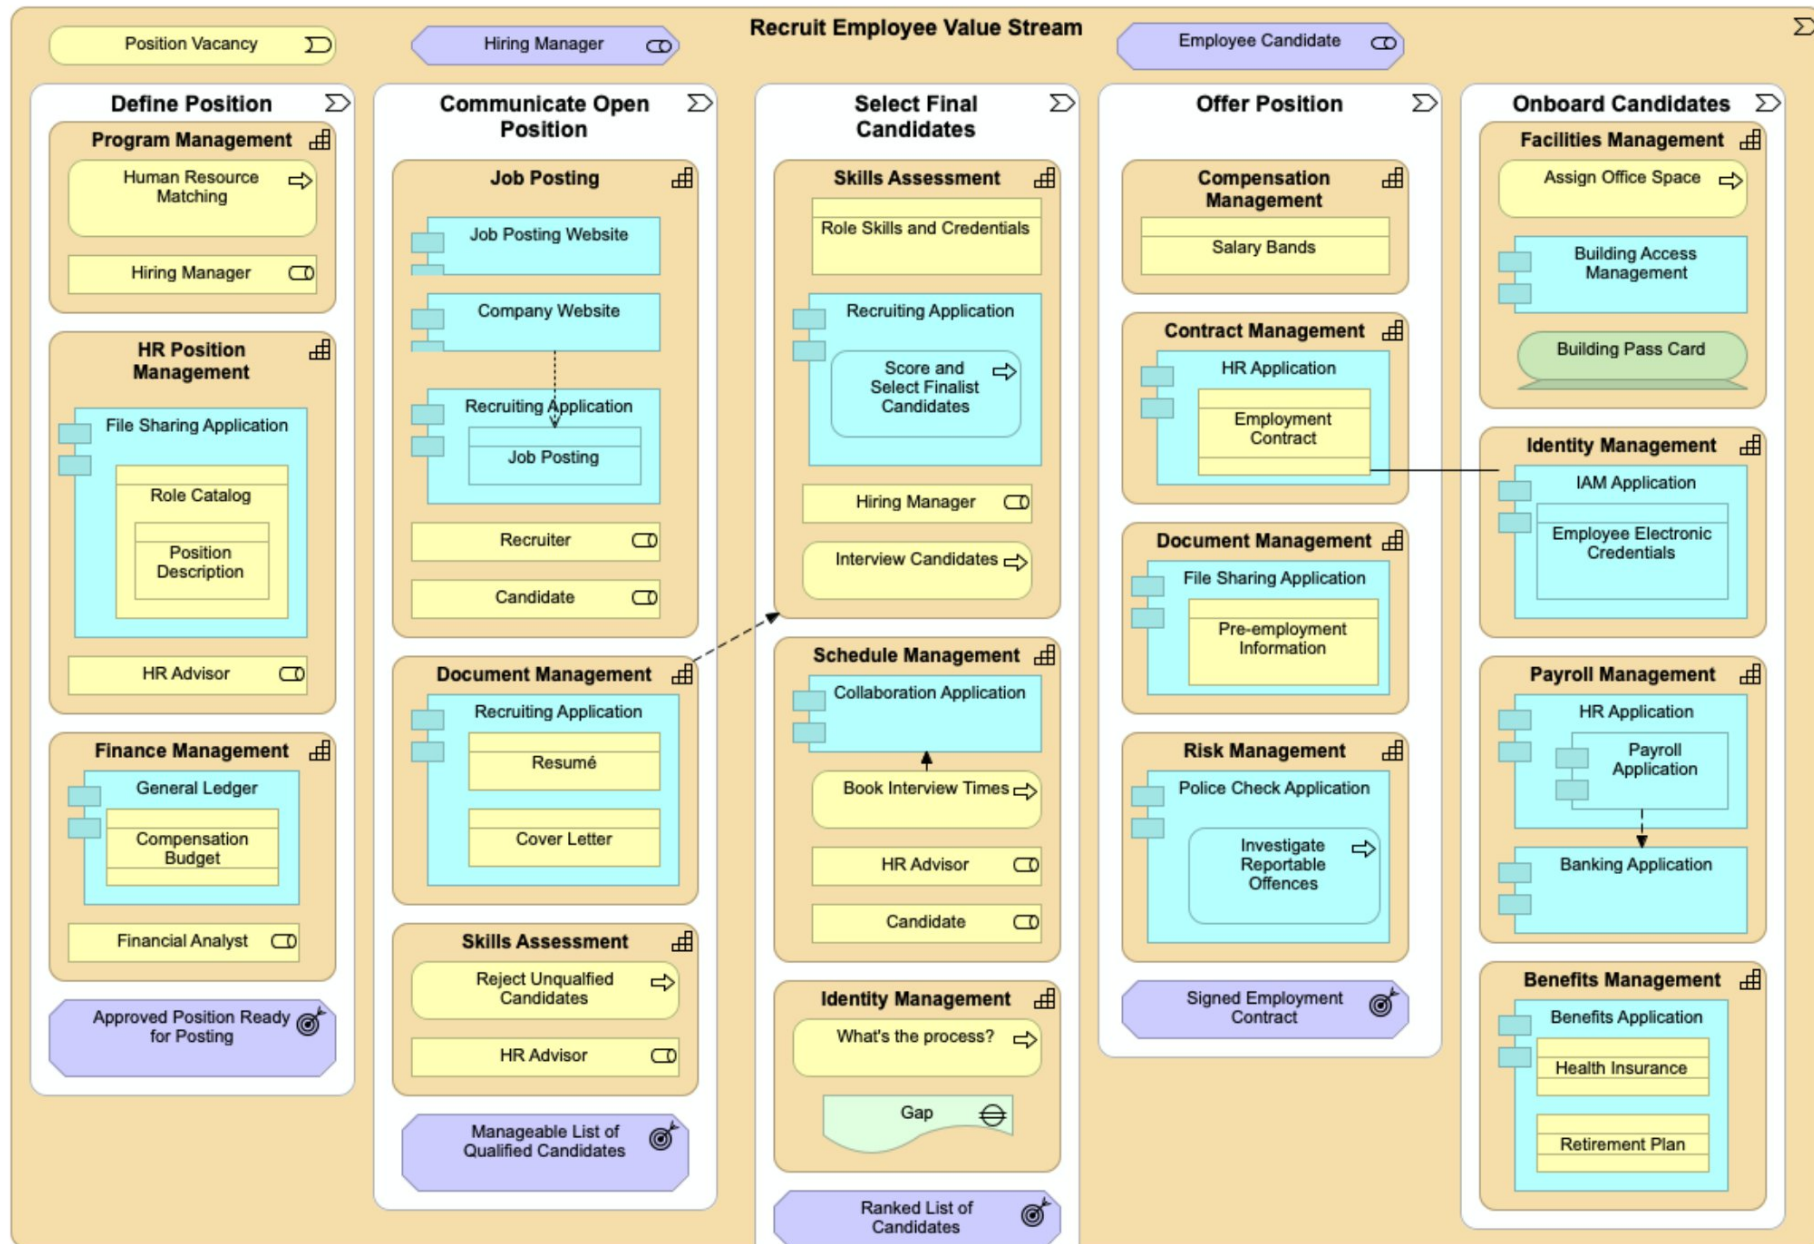 Recruit Employee Value Stream
Position Vacancy
Hiring Manager
Employee Candidate
Define Position
Program Management
Human Resource
Matching
Hiring Manager
HR Position
Management
File Sharing Application
Role Catalog
Position
Description
HR Advisor
Finance Management
General Ledger
Compensation
Budget
Financial Analyst
Approved Position Ready
for Posting
Communicate Open
Position
Job Posting
Job Posting Website
Company Website
Recruiting Application
Job Posting
Recruiter
Candidate
Document Management
Recruiting Application
Resumé
Cover Letter
Skills Assessment
Reject Unqualfied
Candidates
HR Advisor
Manageable List of
Qualified Candidates
Select Final
Candidates
Skills Assessment
Role Skills and Credentials
Recruiting Application
Score and
Select Finalist
Candidates
Hiring Manager
Interview Candidates
Schedule Management
Collaboration Application
Book Interview Times
HR Advisor
Candidate
Identity Management
What's the process?
Gap
Ranked List of
Candidates
Offer Position
Compensation
Management
Salary Bands
Contract Management
HR Application
Employment
Contract
Document Management
File Sharing Application
Pre-employment
Information
Risk Management
Police Check Application
Investigate
Reportable
Offences
Signed Employment
Contract
Onboard Candidates
Facilities Management
Assign Office Space
Building Access
Management
Building Pass Card
Identity Management
IAM Application
Employee Electronic
Credentials
Payroll Management
HR Application
Payroll
Application
Banking Application
Benefits Management
Benefits Application
Health Insurance
Retirement Plan